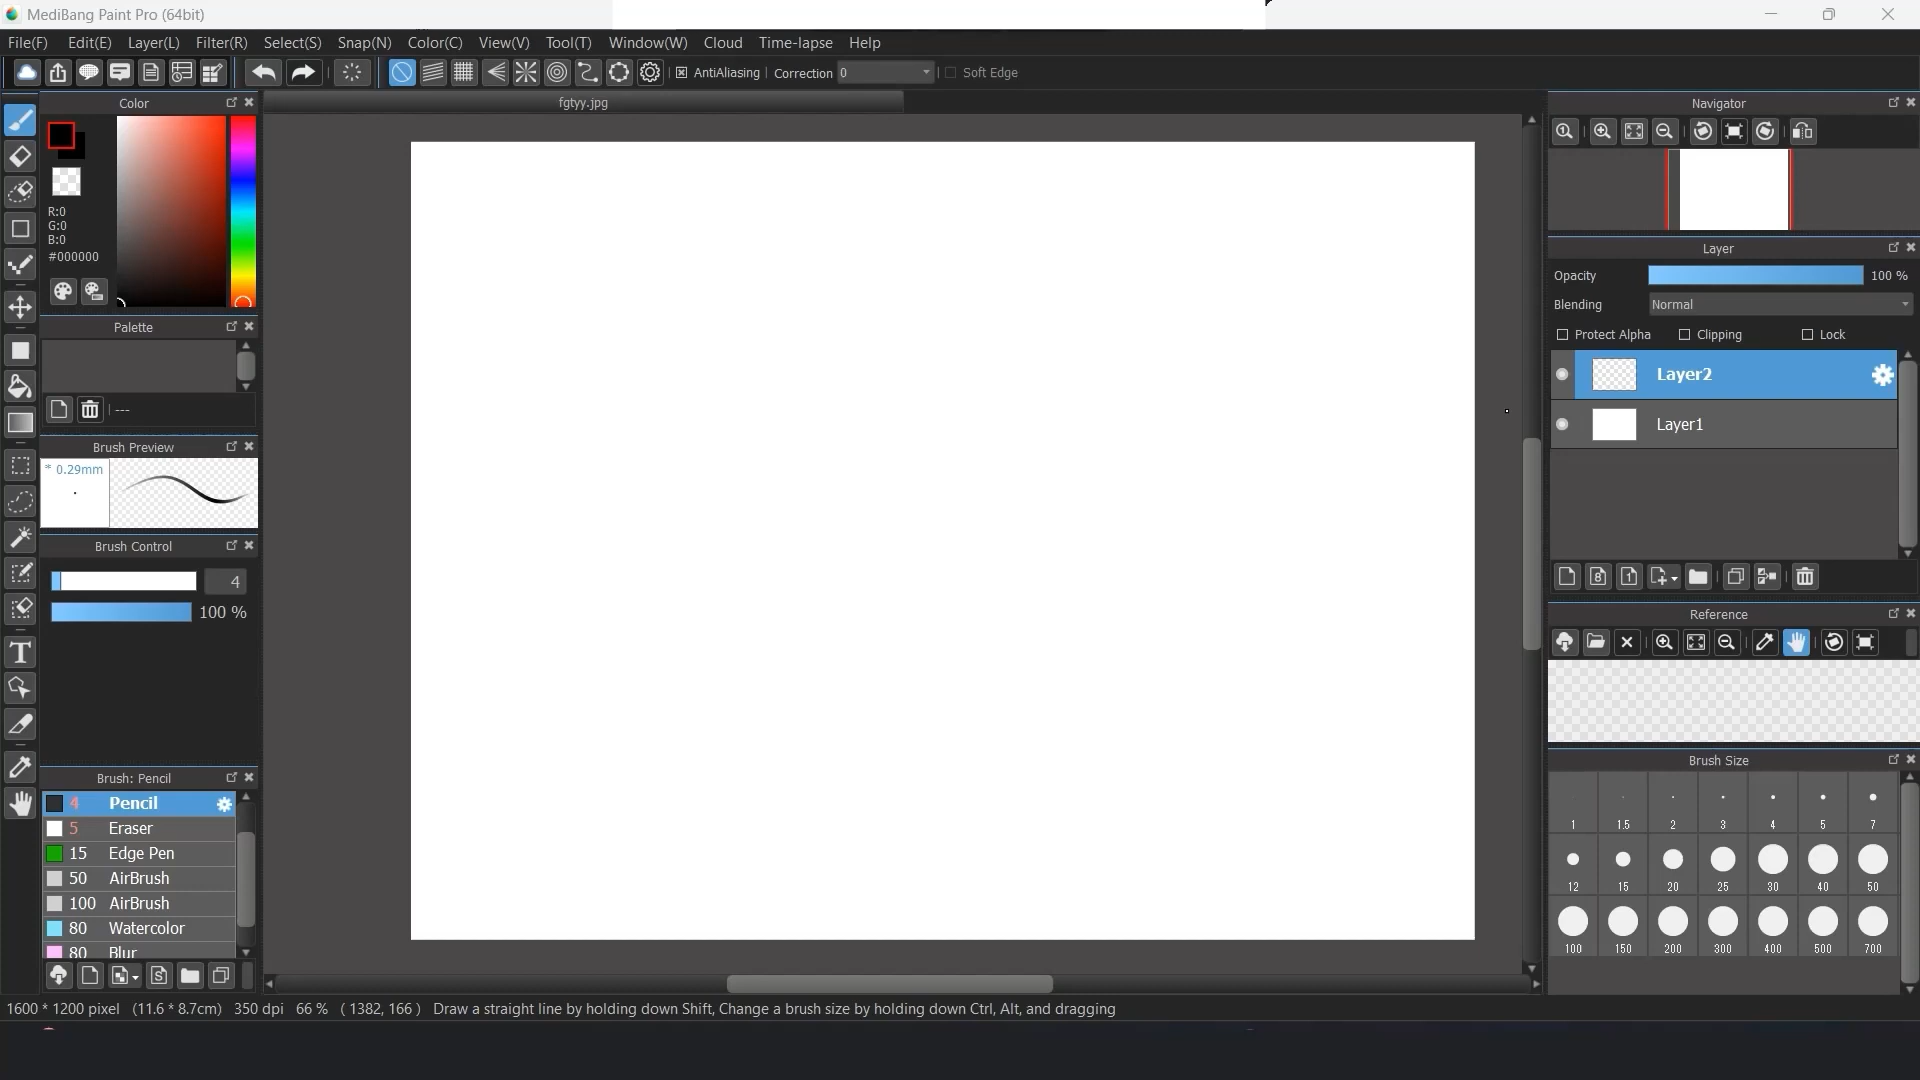 MediBang Paint Pro (64bit)
File(F) Edit(E) Layer(L) Filter(R) Select(S) Snap(N) Color(C) View(V) Tool(T) Window(W) Cloud Time-lapse Help
AntiAliasing Correction 0 Soft Edge
Color
fgtyy.jpg
R:0
G:0
B:0
#000000
Palette
---
Brush Preview
* 0.29mm
Brush Control
4
100 %
Brush: Pencil
4 Pencil
5 Eraser
15 Edge Pen
50 AirBrush
100 AirBrush
80 Watercolor
80 Blur
Navigator
Layer
Opacity 100 %
Blending Normal
Protect Alpha Clipping Lock
Layer2
Layer1
8 1
Reference
Brush Size
1 1.5 2 3 4 5 7
12 15 20 25 30 40 50
100 150 200 300 400 500 700
1600 * 1200 pixel (11.6 * 8.7cm) 350 dpi 66 % ( 1382, 166 ) Draw a straight line by holding down Shift, Change a brush size by holding down Ctrl, Alt, and dragging